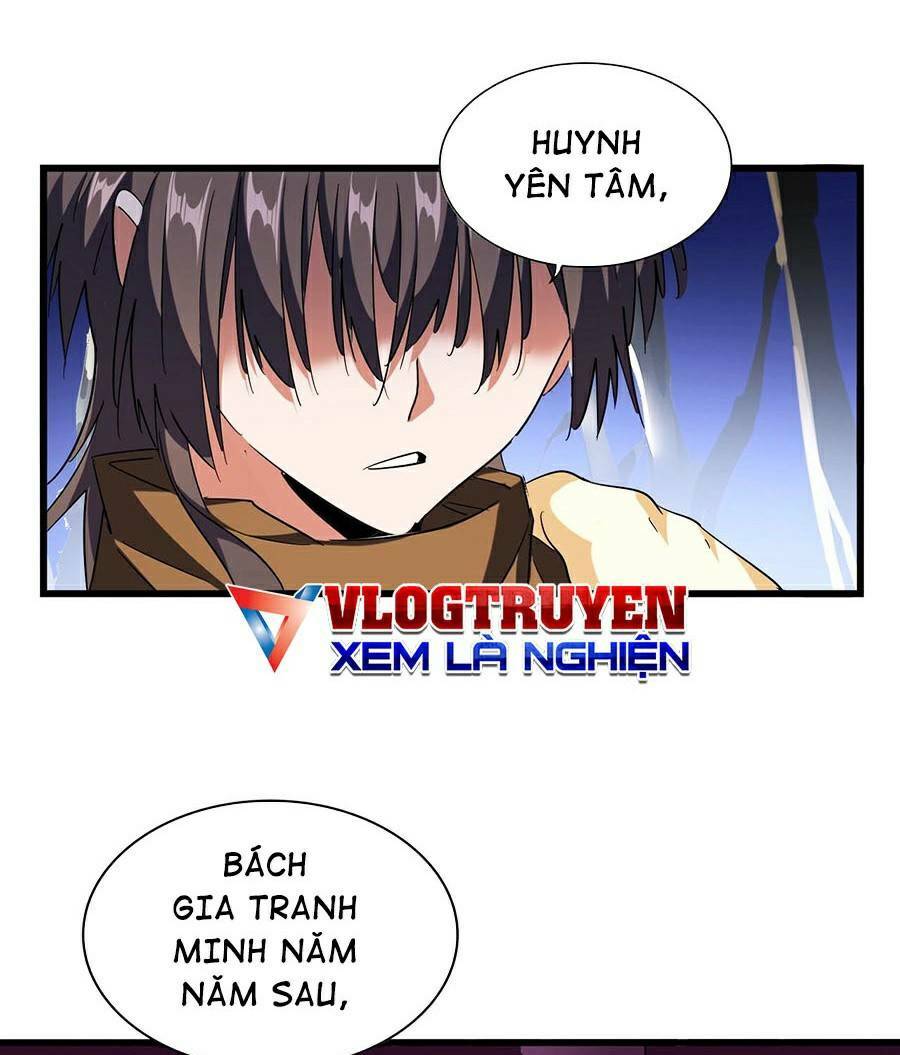 HUYNH
YÊN TÂM,
VLOGTRUYEN
XEM LÀ NGHIỆN
BÁCH
GIA TRANH
MINH NĂM
NĂM SAU,